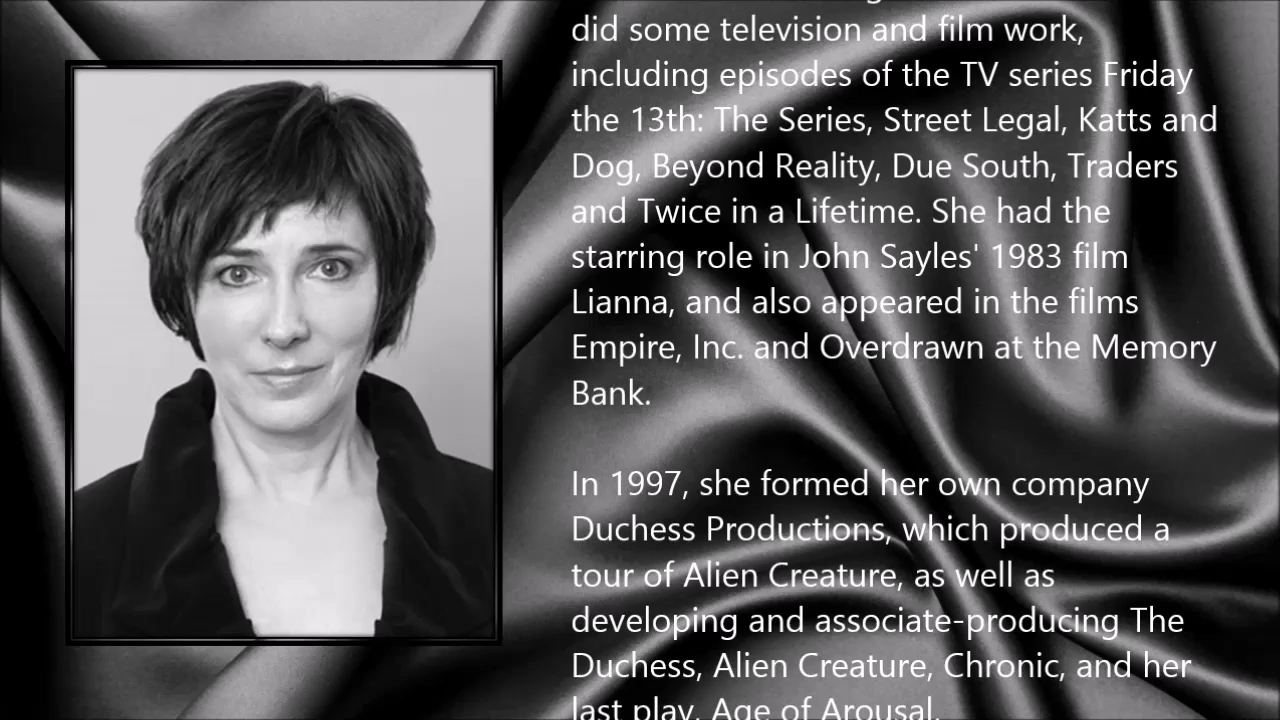 did some television and film work,
including episodes of the TV series Friday
the 13th: The Series, Street Legal, Katts and
Dog, Beyond Reality, Due South, Traders
and Twice in a Lifetime. She had the
starring role in John Sayles' 1983 film
Lianna, and also appeared in the films
Empire, Inc. and Overdrawn at the Memory
Bank.
In 1997, she formed her own company
Duchess Productions, which produced a
tour of Alien Creature, as well as
developing and associate-producing The
Duchess, Alien Creature, Chronic, and her
last play, Age of Arousal.